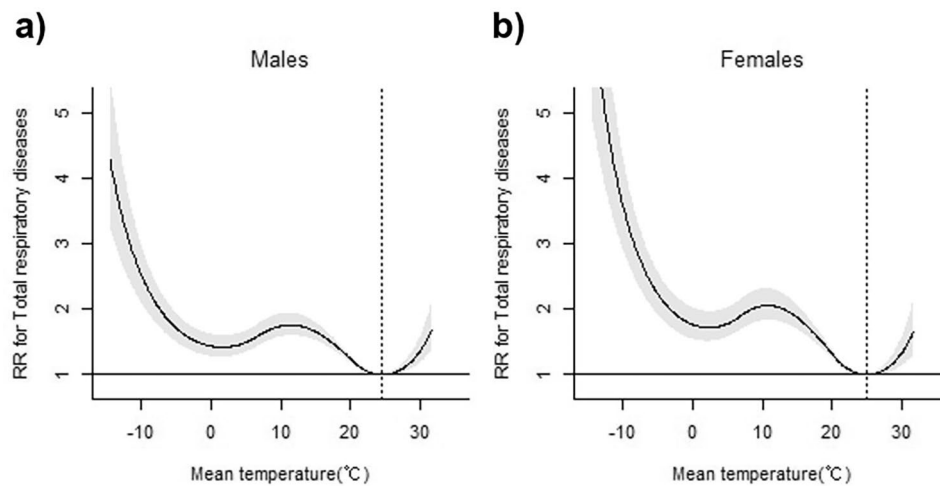 a)
Males
RR for Total respiratory diseases
5
4
3
2
1
-10 0 10 20 30
Mean temperature(℃)
b)
Females
RR for Total respiratory diseases
5
4
3
2
1
-10 0 10 20 30
Mean temperature(℃)